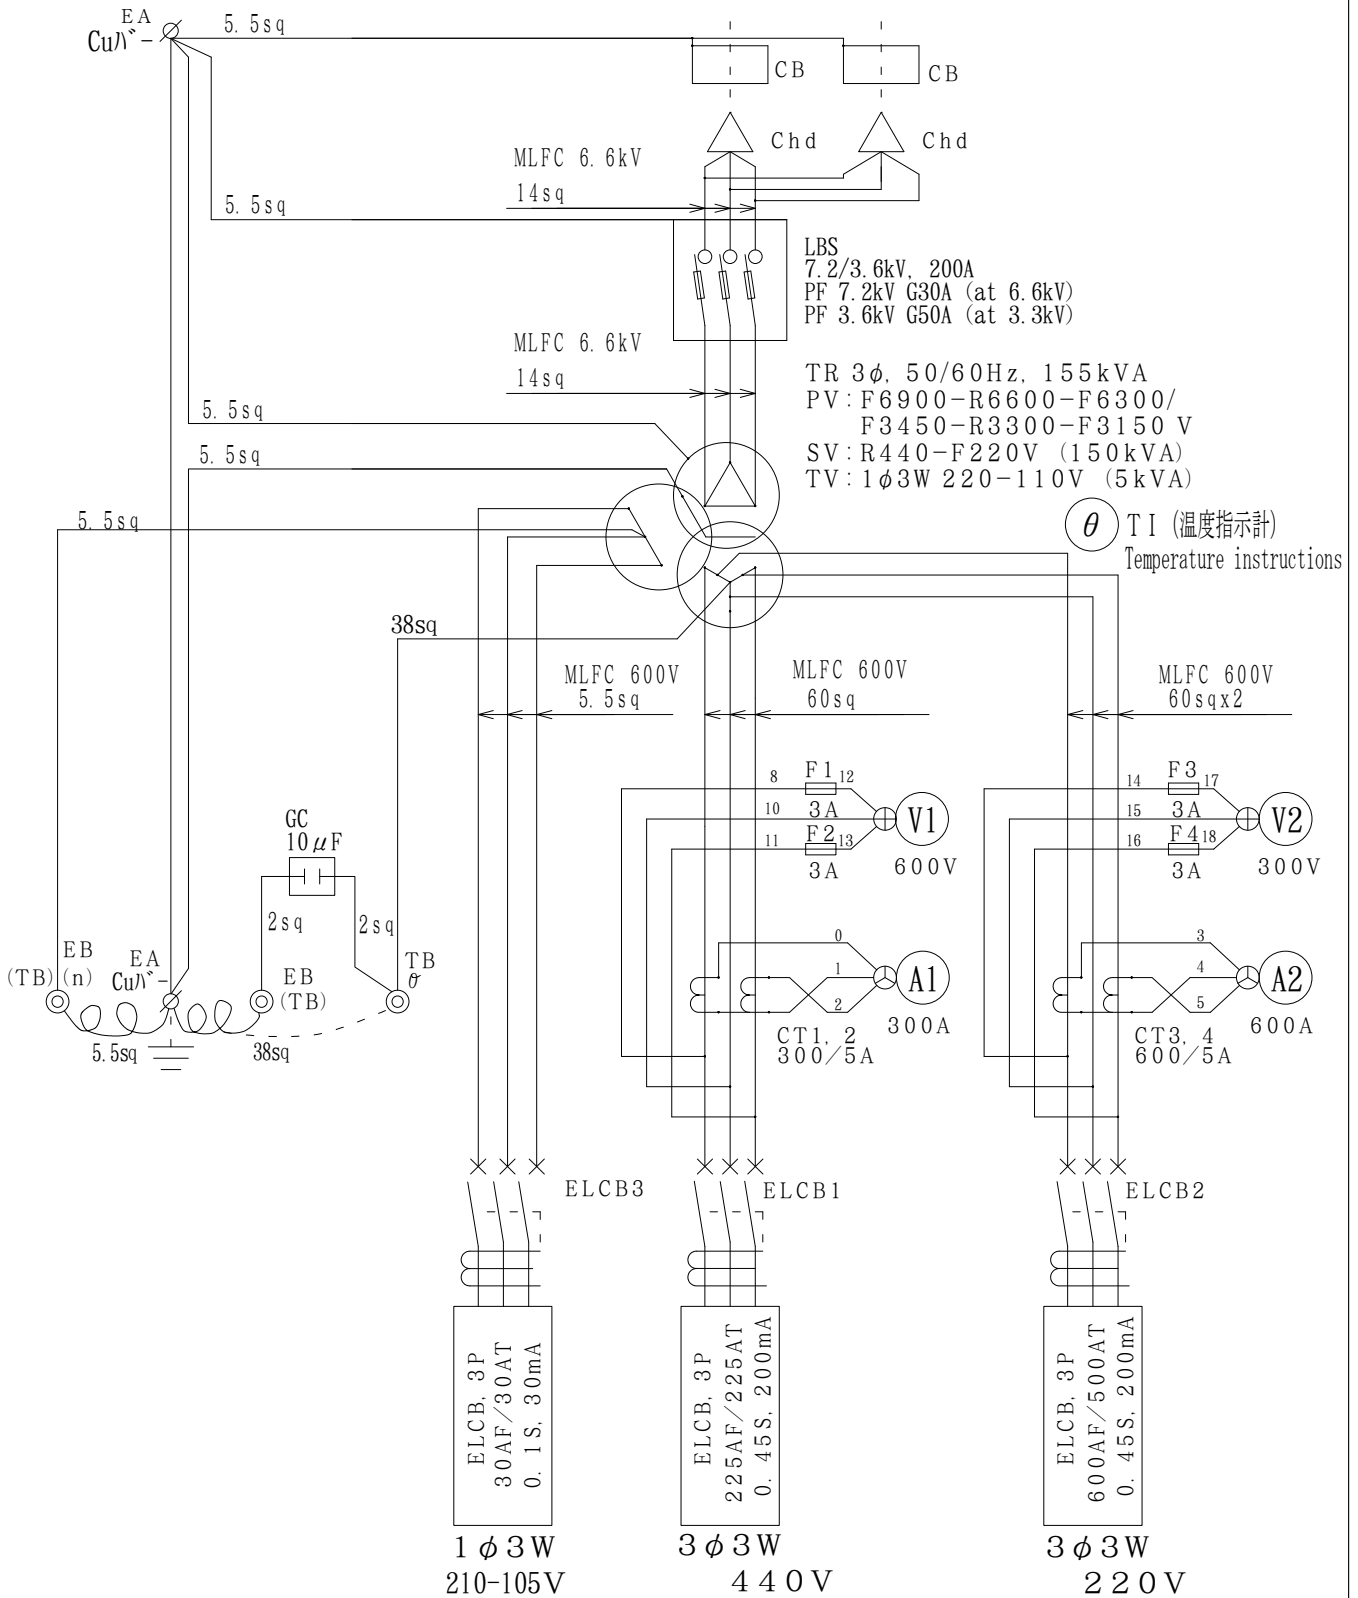 EA
Cuバー
5.5sq
CB
CB
Chd
Chd
MLFC 6.6kV
14sq
5.5sq
LBS
7.2/3.6kV, 200A
PF 7.2kV G30A (at 6.6kV)
PF 3.6kV G50A (at 3.3kV)
MLFC 6.6kV
14sq
TR 3φ, 50/60Hz, 155kVA
PV:F6900-R6600-F6300/
F3450-R3300-F3150 V
SV:R440-F220V (150kVA)
TV:1φ3W 220-110V (5kVA)
5.5sq
5.5sq
5.5sq
θ TI (温度指示計)
Temperature instructions
38sq
MLFC 600V
5.5sq
MLFC 600V
60sq
MLFC 600V
60sqx2
8 F1 12
3A
10
11 F2 13
3A
V1
600V
14 F3 17
3A
15
16 F4 18
3A
V2
300V
GC
10μF
2sq
2sq
EB
(TB)(n)
EA
Cuバー
EB
(TB)
TB
0
5.5sq
38sq
0
1
2
A1
300A
CT1, 2
300/5A
3
4
5
A2
600A
CT3, 4
600/5A
ELCB3
ELCB1
ELCB2
ELCB, 3P
30AF/30AT
0.1S, 30mA
ELCB, 3P
225AF/225AT
0.45S, 200mA
ELCB, 3P
600AF/500AT
0.45S, 200mA
1φ3W
210-105V
3φ3W
440V
3φ3W
220V